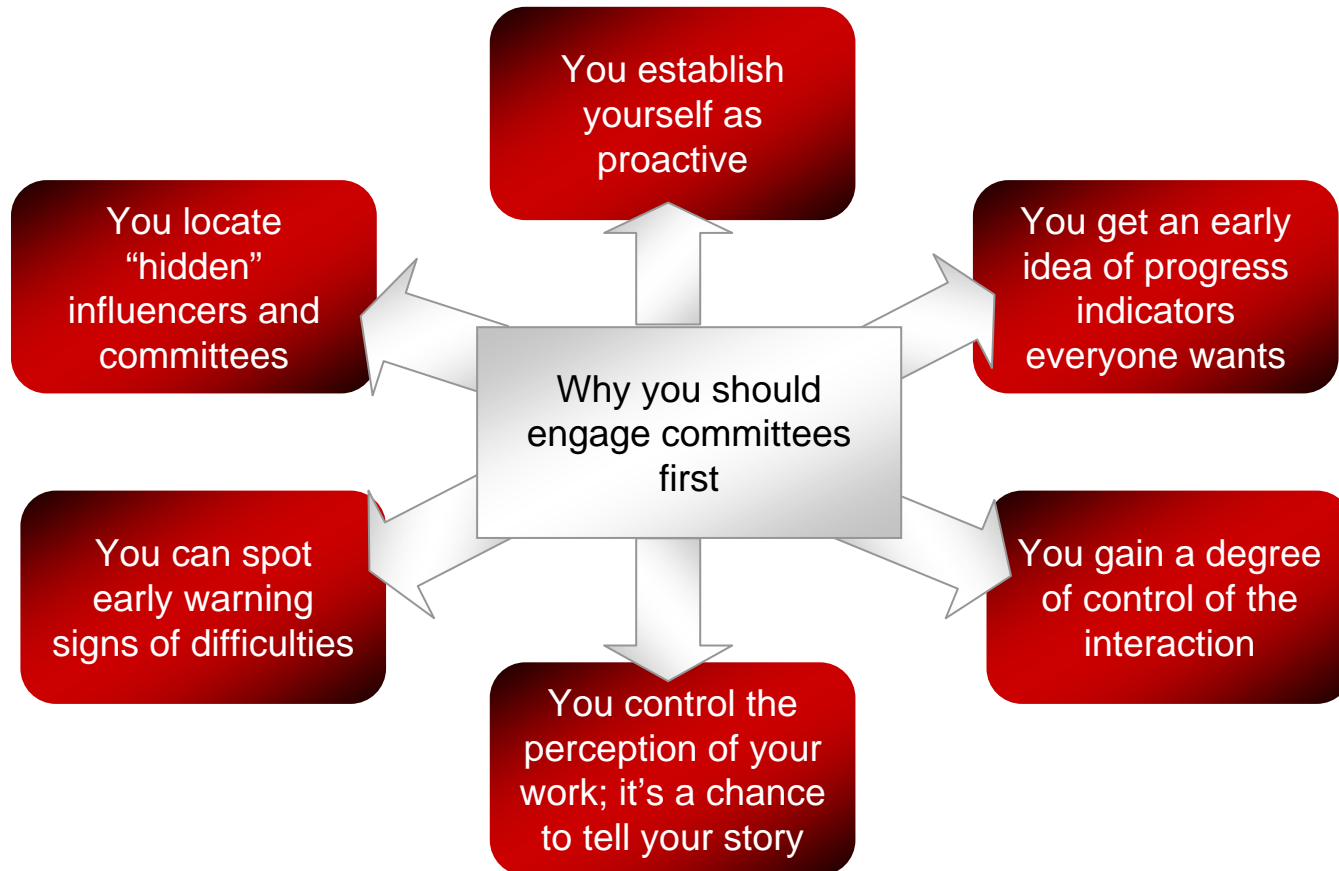 You establish
yourself as
proactive
You locate
“hidden”
influencers and
committees
You get an early
idea of progress
indicators
everyone wants
Why you should
engage committees
first
You can spot
early warning
signs of difficulties
You gain a degree
of control of the
interaction
You control the
perception of your
work; it’s a chance
to tell your story